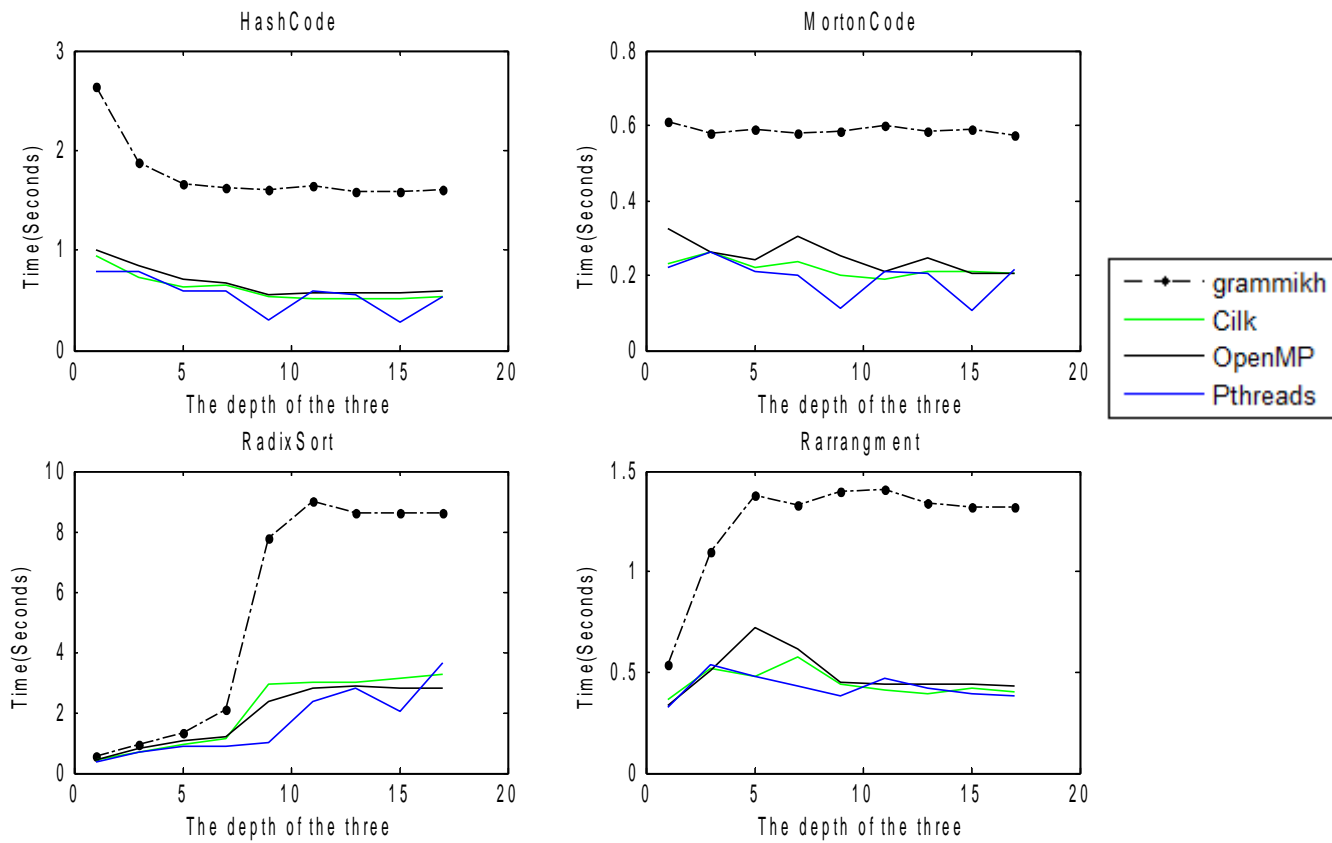 HashCode
3
2
1
0
Time(Seconds)
0 5 10 15 20
The depth of the three
MortonCode
0.8
0.6
0.4
0.2
0
Time(Seconds)
0 5 10 15 20
The depth of the three
grammikh
Cilk
OpenMP
Pthreads
RadixSort
10
8
6
4
2
0
Time(Seconds)
0 5 10 15 20
The depth of the three
Rarrangment
1.5
1
0.5
0
Time(Seconds)
0 5 10 15 20
The depth of the three